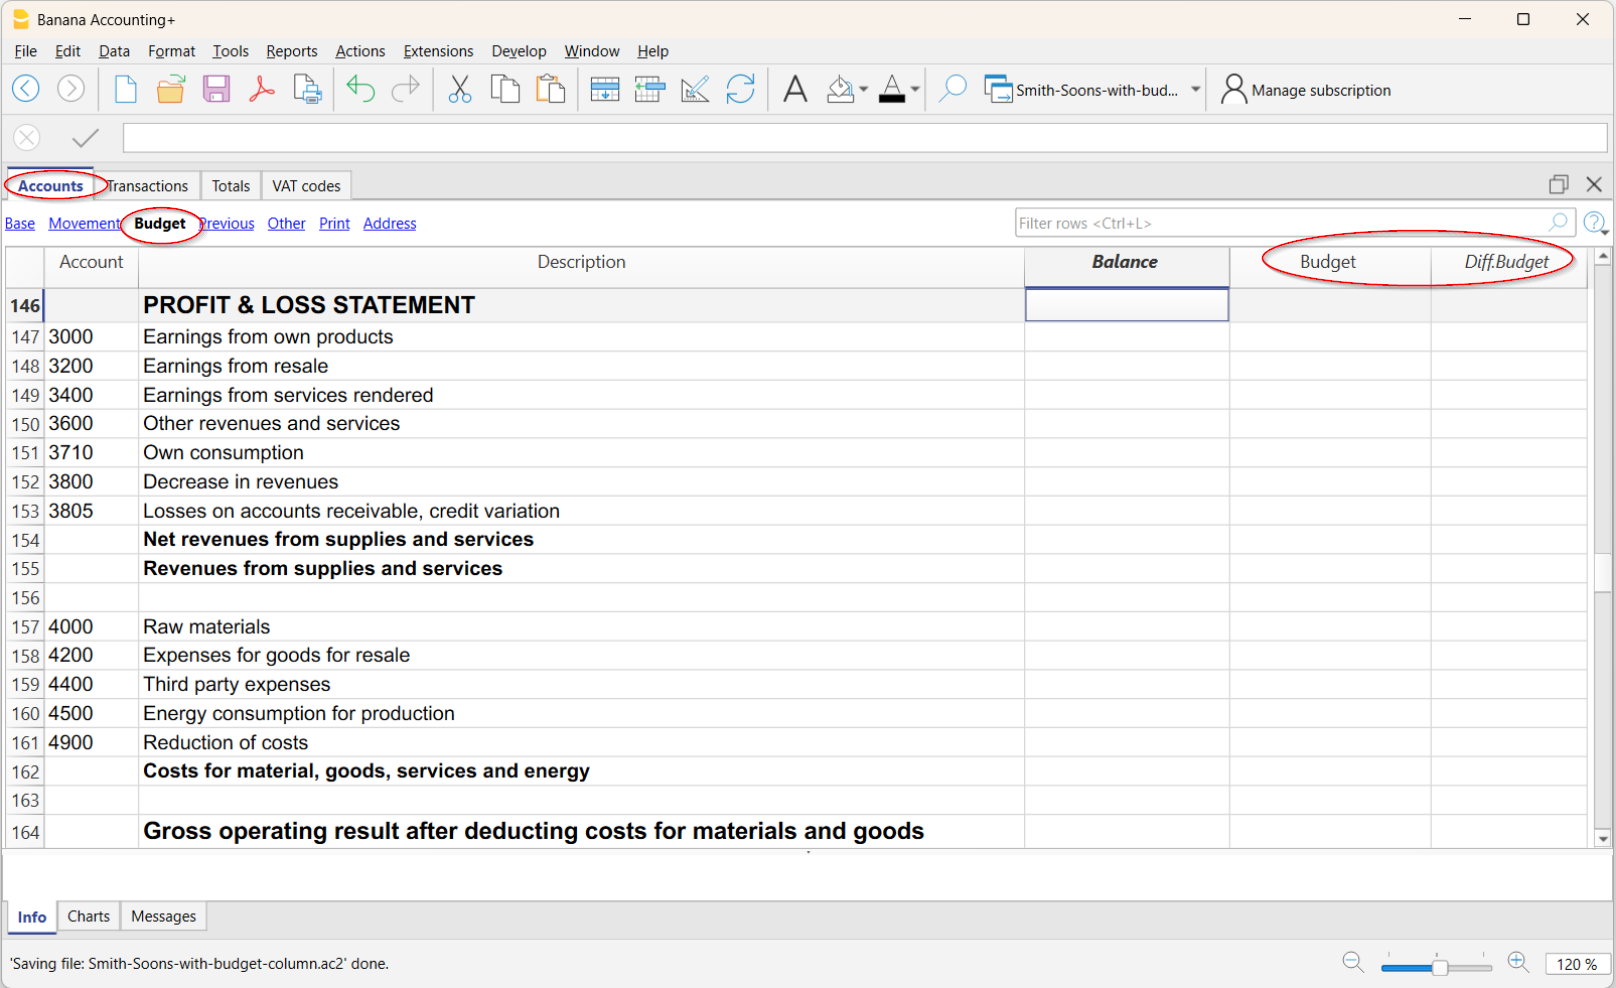 Banana Accounting+
File Edit Data Format Tools Reports Actions Extensions Develop Window Help
Smith-Soons-with-bud... Manage subscription
Accounts Transactions Totals VAT codes
Base Movement Budget Previous Other Print Address Filter rows <Ctrl+L>
Account Description Balance Budget Diff.Budget
146 PROFIT & LOSS STATEMENT
147 3000 Earnings from own products
148 3200 Earnings from resale
149 3400 Earnings from services rendered
150 3600 Other revenues and services
151 3710 Own consumption
152 3800 Decrease in revenues
153 3805 Losses on accounts receivable, credit variation
154 Net revenues from supplies and services
155 Revenues from supplies and services
156
157 4000 Raw materials
158 4200 Expenses for goods for resale
159 4400 Third party expenses
160 4500 Energy consumption for production
161 4900 Reduction of costs
162 Costs for material, goods, services and energy
163
164 Gross operating result after deducting costs for materials and goods
Info Charts Messages
'Saving file: Smith-Soons-with-budget-column.ac2' done. 120 %